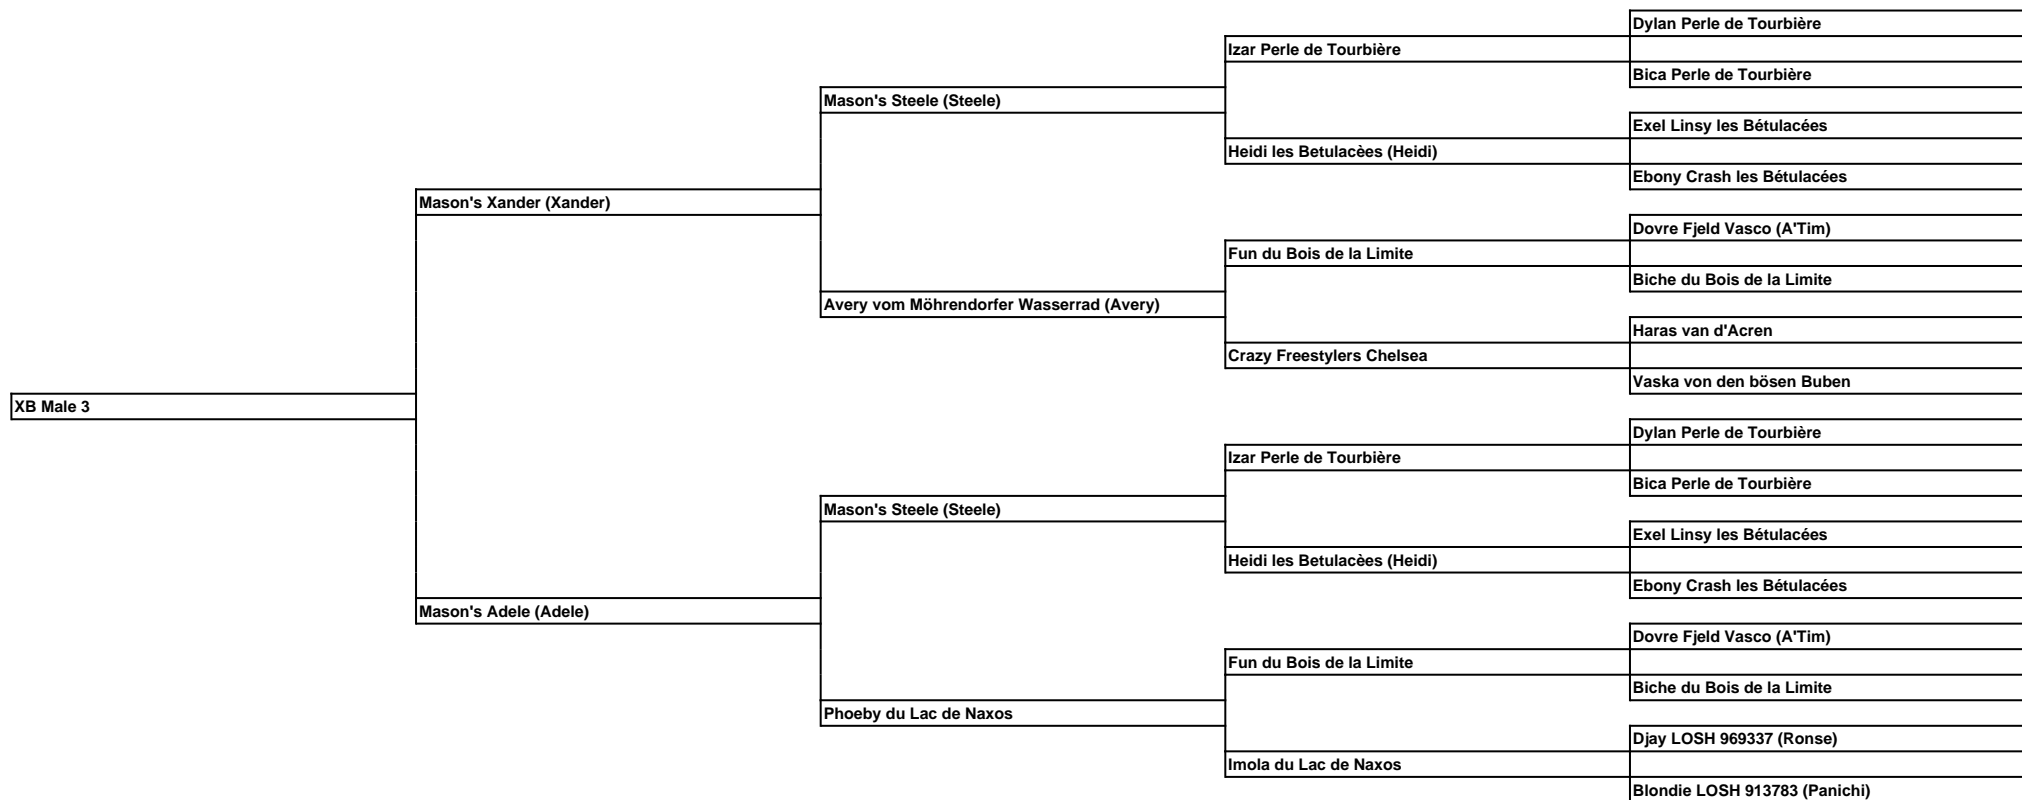 Dylan Perle de Tourbière
Izar Perle de Tourbière
Bica Perle de Tourbière
Mason's Steele (Steele)
Exel Linsy les Bétulacées
Heidi les Betulacèes (Heidi)
Ebony Crash les Bétulacées
Mason's Xander (Xander)
Dovre Fjeld Vasco (A'Tim)
Fun du Bois de la Limite
Biche du Bois de la Limite
Avery vom Möhrendorfer Wasserrad (Avery)
Haras van d'Acren
Crazy Freestylers Chelsea
Vaska von den bösen Buben
XB Male 3
Dylan Perle de Tourbière
Izar Perle de Tourbière
Bica Perle de Tourbière
Mason's Steele (Steele)
Exel Linsy les Bétulacées
Heidi les Betulacèes (Heidi)
Ebony Crash les Bétulacées
Mason's Adele (Adele)
Dovre Fjeld Vasco (A'Tim)
Fun du Bois de la Limite
Biche du Bois de la Limite
Phoeby du Lac de Naxos
Djay LOSH 969337 (Ronse)
Imola du Lac de Naxos
Blondie LOSH 913783 (Panichi)